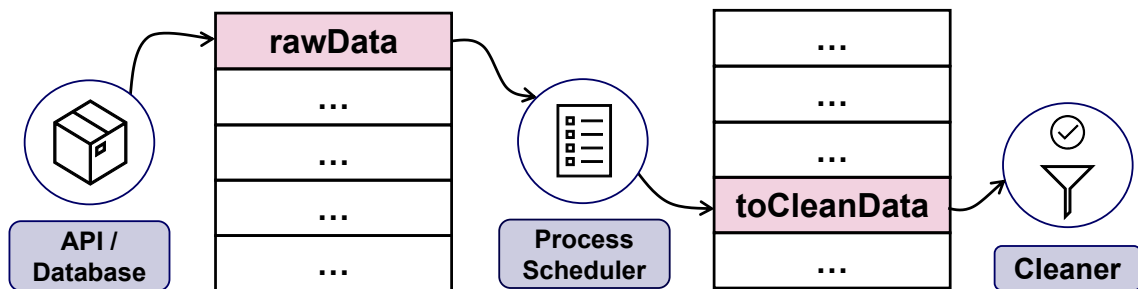 rawData
...
...
...
...
API /
Database
Process
Scheduler
...
...
...
toCleanData
...
Cleaner